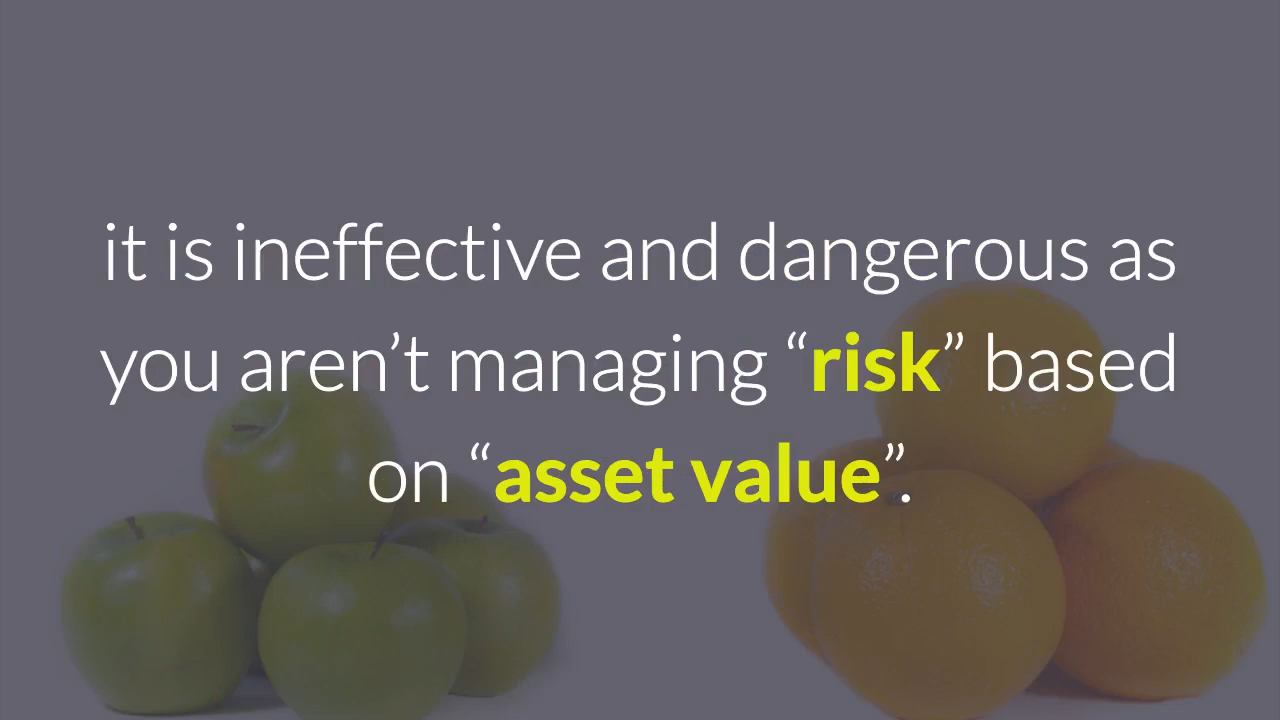 it is ineffective and dangerous as
you aren’t managing “risk” based
on “asset value”.